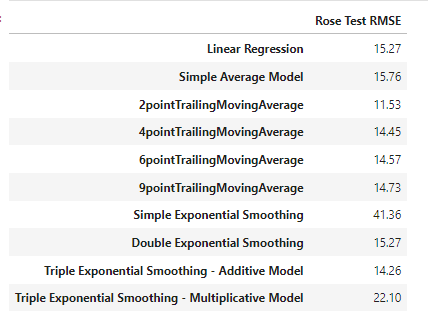 Rose Test RMSE
Linear Regression 15.27
Simple Average Model 15.76
2pointTrailingMovingAverage 11.53
4pointTrailingMovingAverage 14.45
6pointTrailingMovingAverage 14.57
9pointTrailingMovingAverage 14.73
Simple Exponential Smoothing 41.36
Double Exponential Smoothing 15.27
Triple Exponential Smoothing - Additive Model 14.26
Triple Exponential Smoothing - Multiplicative Model 22.10